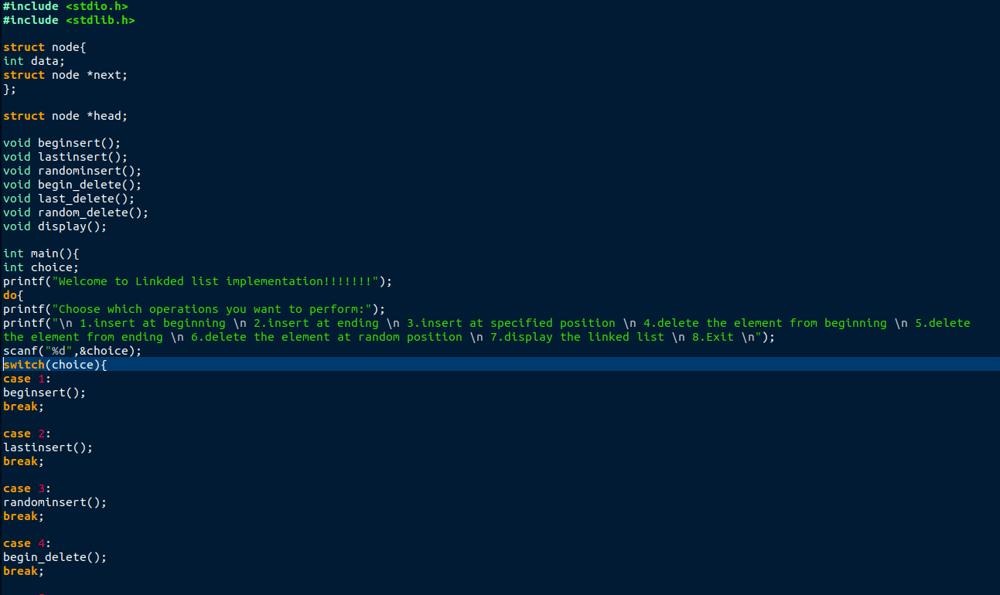 #include <stdio.h>
#include <stdlib.h>

struct node{
int data;
struct node *next;
};

struct node *head;

void beginsert();
void lastinsert();
void randominsert();
void begin_delete();
void last_delete();
void random_delete();
void display();

int main(){
int choice;
printf("Welcome to Linkded list implementation!!!!!!!");
do{
printf("Choose which operations you want to perform:");
printf("\n 1.insert at beginning \n 2.insert at ending \n 3.insert at specified position \n 4.delete the element from beginning \n 5.delete
the element from ending \n 6.delete the element at random position \n 7.display the linked list \n 8.Exit \n");
scanf("%d",&choice);
switch(choice){
case 1:
beginsert();
break;

case 2:
lastinsert();
break;

case 3:
randominsert();
break;

case 4:
begin_delete();
break;